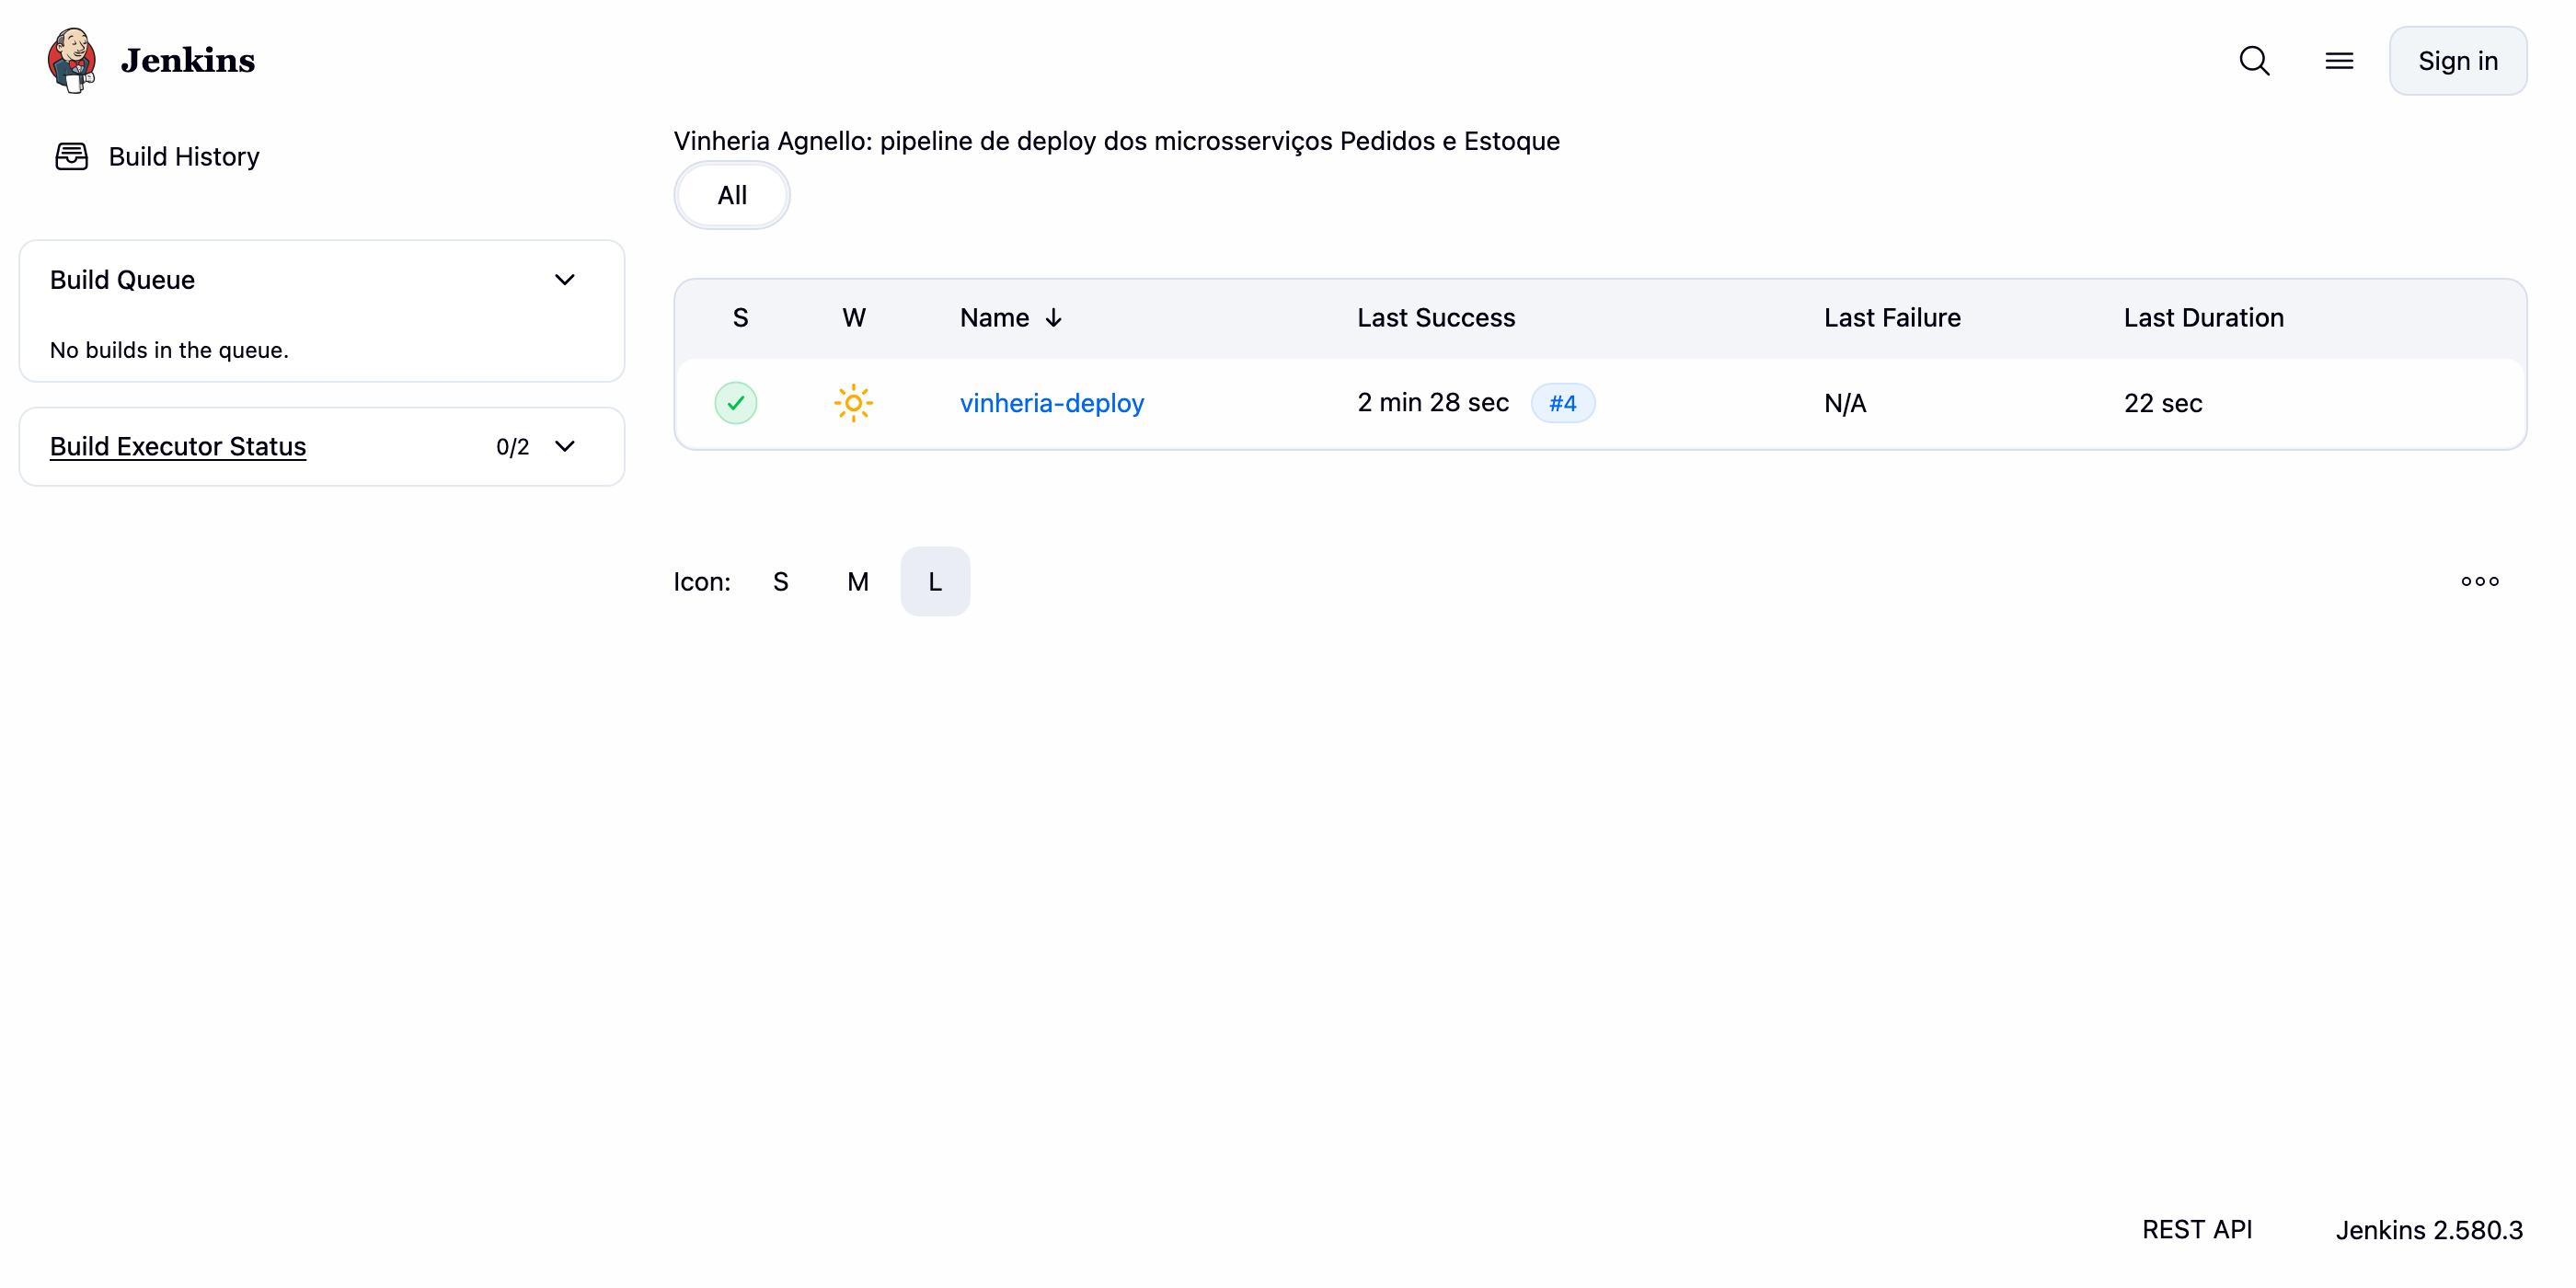 Jenkins
Sign in
Build History
Vinheria Agnello: pipeline de deploy dos microsserviços Pedidos e Estoque
All
Build Queue
No builds in the queue.
Build Executor Status 0/2
S W Name ↓ Last Success Last Failure Last Duration
vinheria-deploy 2 min 28 sec #4 N/A 22 sec
Icon: S M L
REST API Jenkins 2.580.3